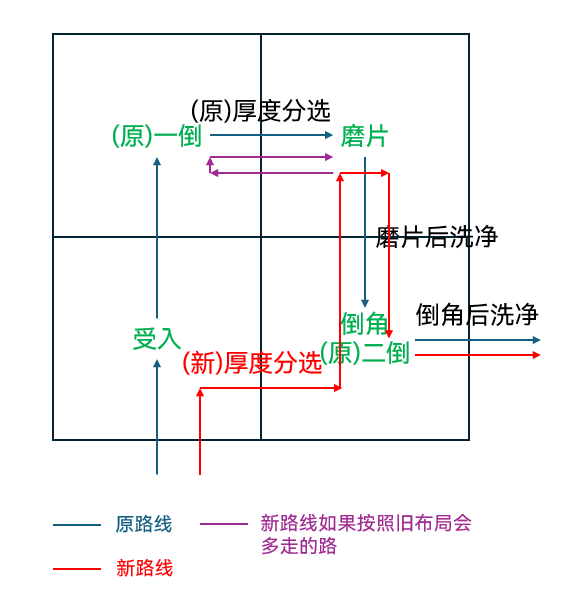 (原)厚度分选
(原)一倒
磨片
磨片后洗净
倒角后洗净
倒角
受入
(原)二倒
(新)厚度分选
原路线
新路线如果按照旧布局会
多走的路
新路线